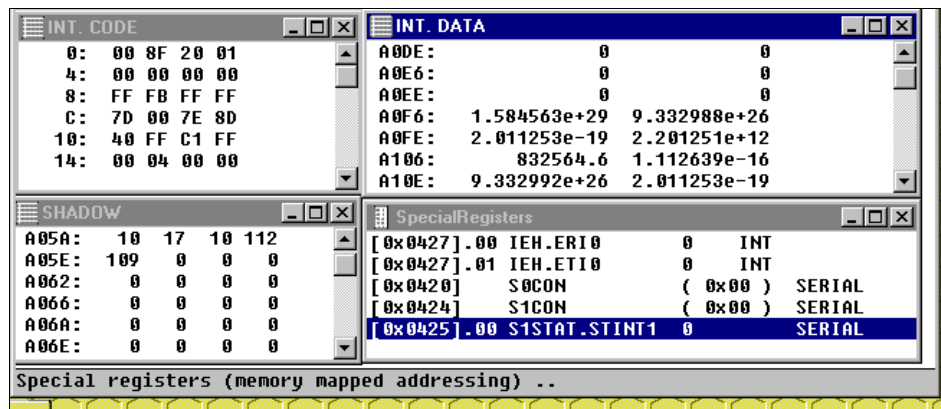 INT. CODE
0: 00 8F 20 01
4: 00 00 00 00
8: FF FB FF FF
C: 7D 00 7E 8D
10: 40 FF C1 FF
14: 00 04 00 00
INT. DATA
A0DE: 0 0
A0E6: 0 0
A0EE: 0 0
A0F6: 1.584563e+29 9.332988e+26
A0FE: 2.011253e-19 2.201251e+12
A106: 832564.6 1.112639e-16
A10E: 9.332992e+26 2.011253e-19
SHADOW
A05A: 10 17 10 112
A05E: 109 0 0 0
A062: 0 0 0 0
A066: 0 0 0 0
A06A: 0 0 0 0
A06E: 0 0 0 0
SpecialRegisters
[0x0427].00 IEH.ERI0 0 INT
[0x0427].01 IEH.ETI0 0 INT
[0x0420] S0CON ( 0x00 ) SERIAL
[0x0424] S1CON ( 0x00 ) SERIAL
[0x0425].00 S1STAT.STINT1 0 SERIAL
Special registers (memory mapped addressing) ..